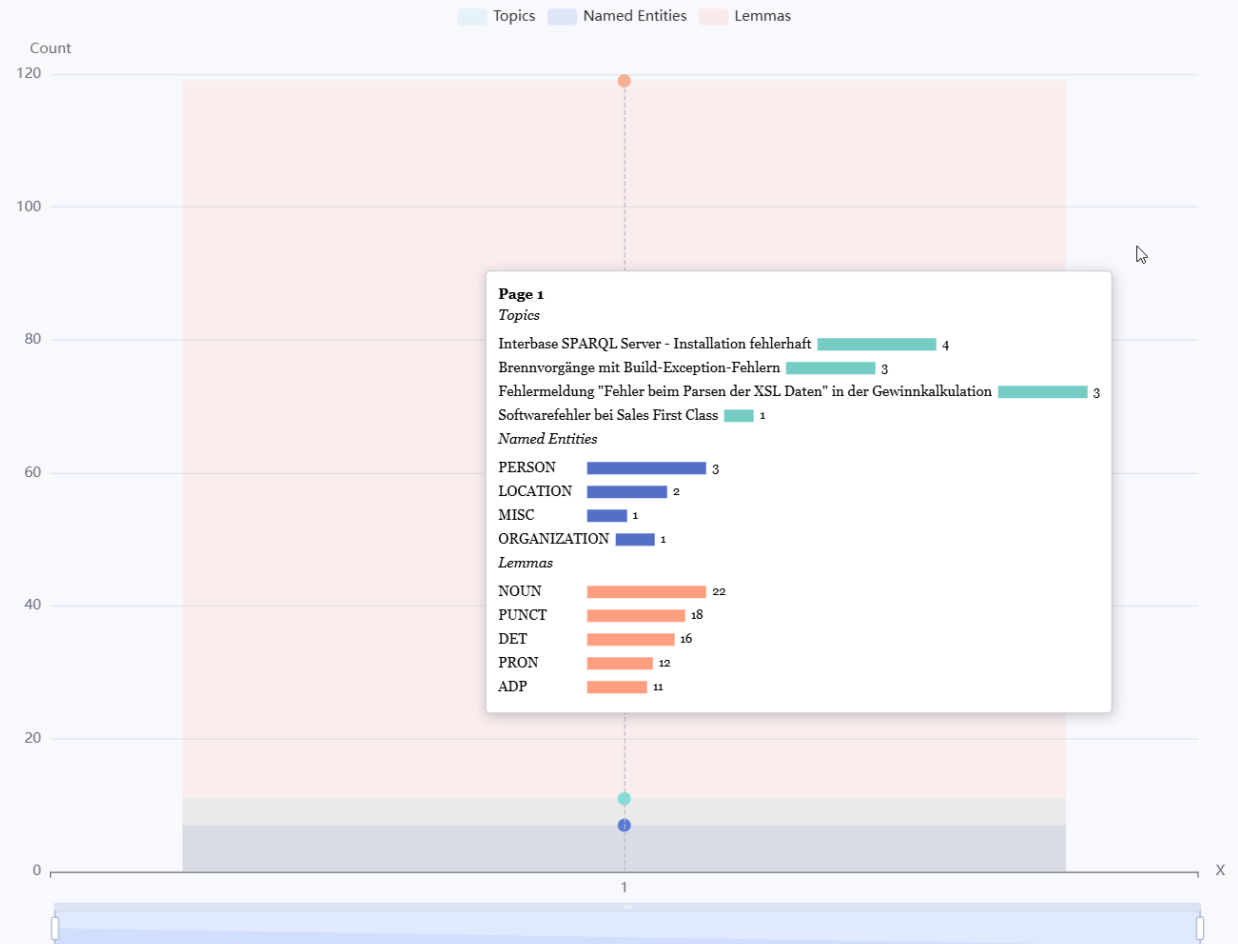 Topics Named Entities Lemmas
Count
120
100
80
60
40
20
0
Page 1
Topics
Interbase SPARQL Server - Installation fehlerhaft 4
Brennvorgänge mit Build-Exception-Fehlern 3
Fehlermeldung "Fehler beim Parsen der XSL Daten" in der Gewinnkalkulation 3
Softwarefehler bei Sales First Class 1
Named Entities
PERSON 3
LOCATION 2
MISC 1
ORGANIZATION 1
Lemmas
NOUN 22
PUNCT 18
DET 16
PRON 12
ADP 11
X
1